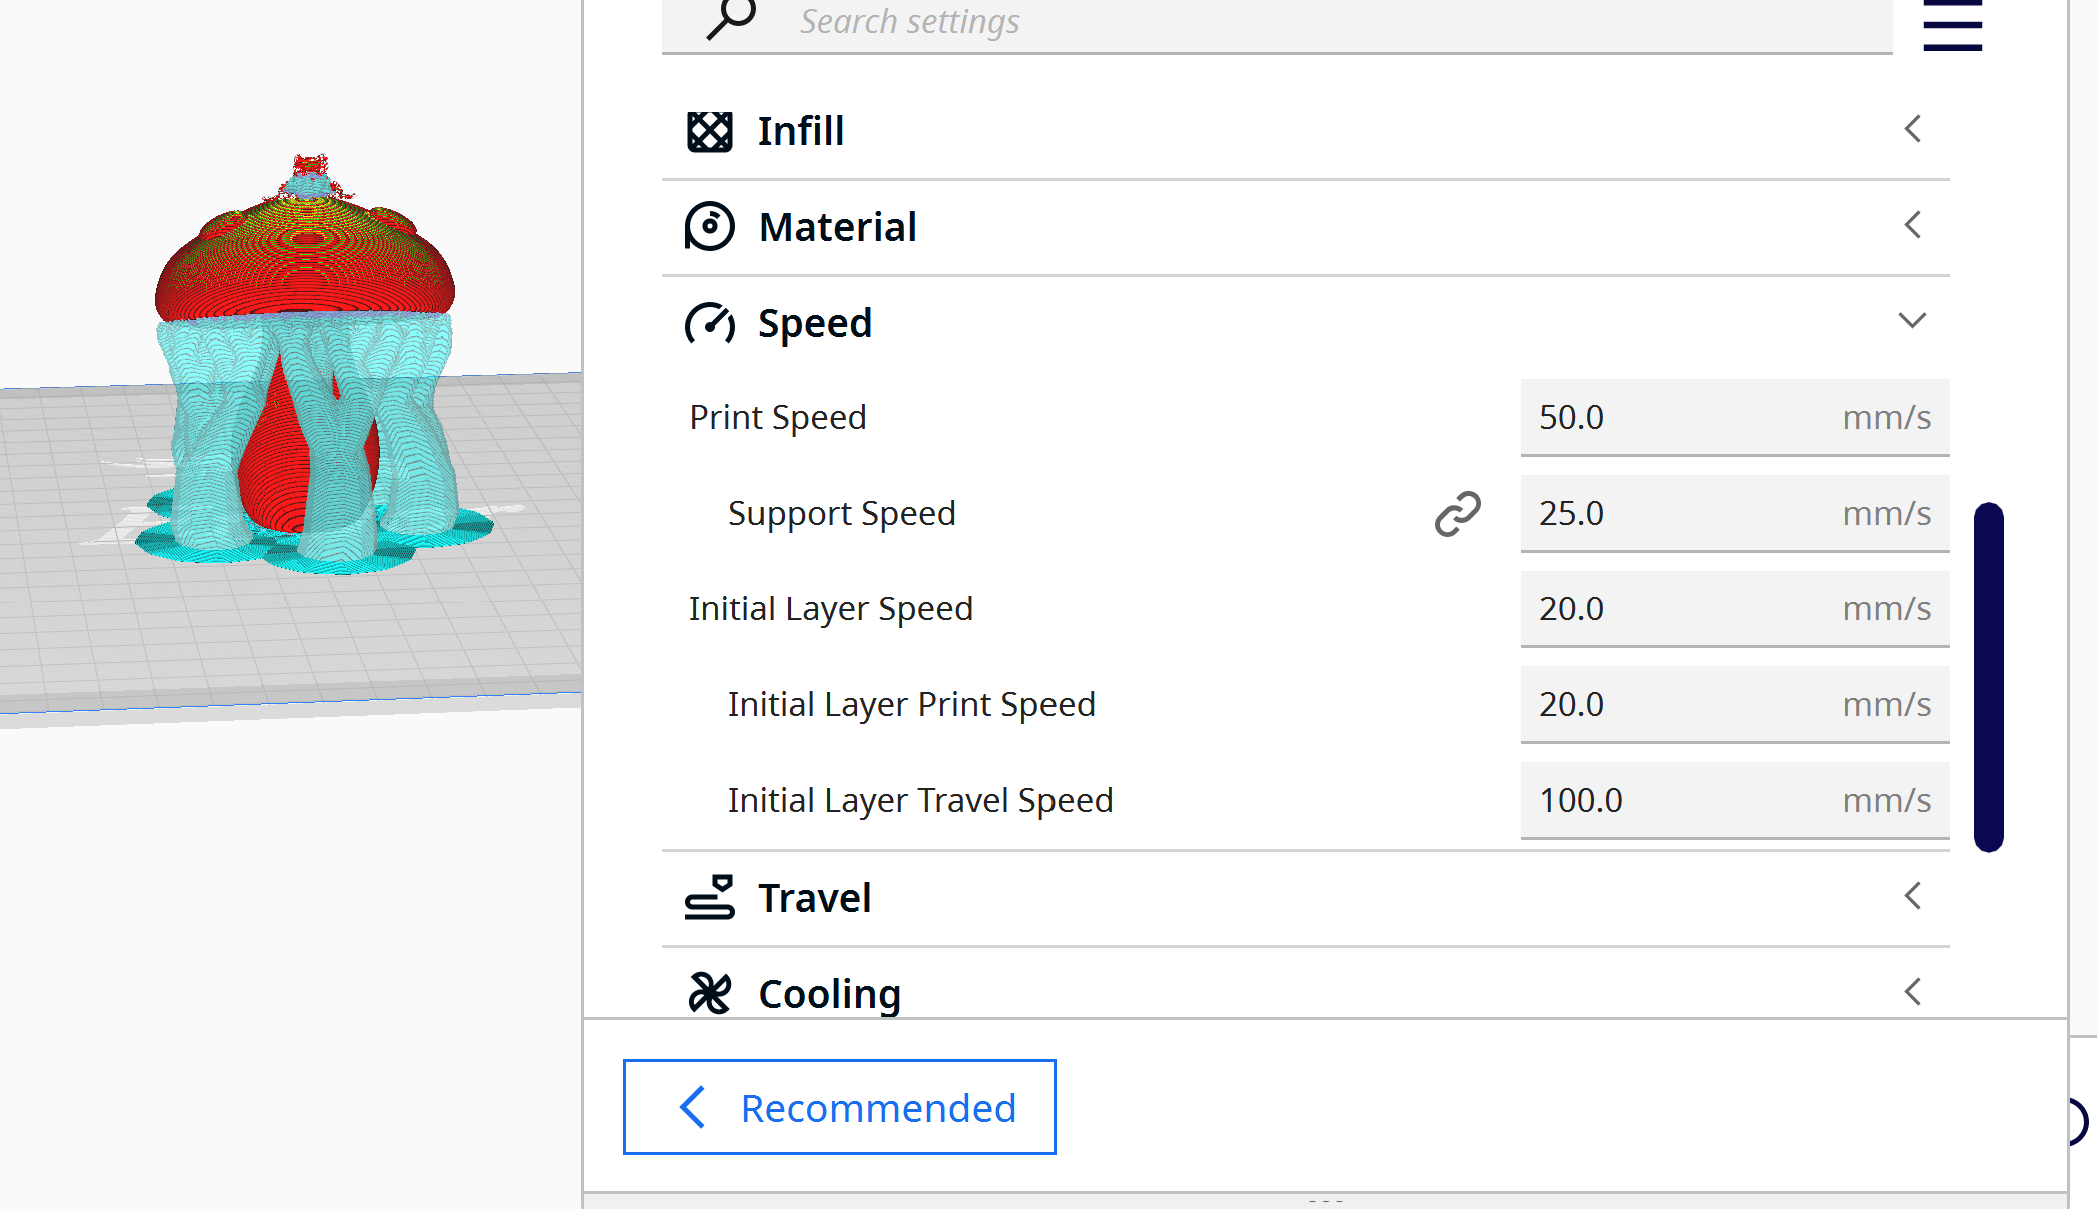 Search settings
Infill
Material
Speed
Print Speed 50.0 mm/s
Support Speed 25.0 mm/s
Initial Layer Speed 20.0 mm/s
Initial Layer Print Speed 20.0 mm/s
Initial Layer Travel Speed 100.0 mm/s
Travel
Cooling
Recommended